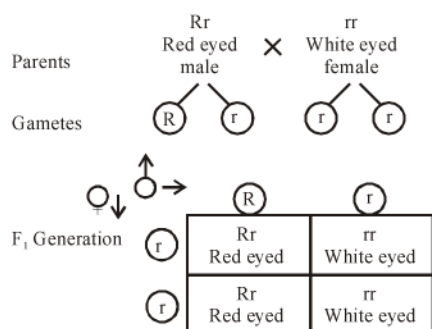 Rr rr
Red eyed × White eyed
Parents male female
Gametes R r r r
♀ ♂ R r
F₁ Generation r Rr rr
Red eyed White eyed
r Rr rr
Red eyed White eyed